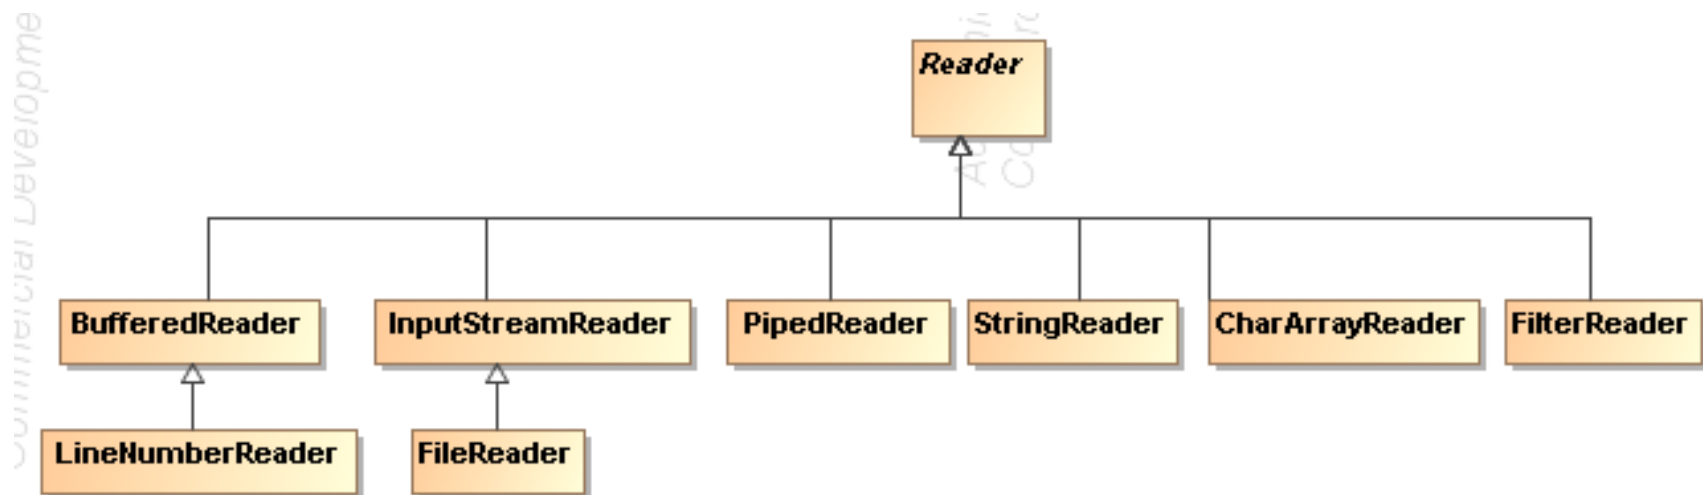 Reader
BufferedReader
InputStreamReader
PipedReader
StringReader
CharArrayReader
FilterReader
LineNumberReader
FileReader